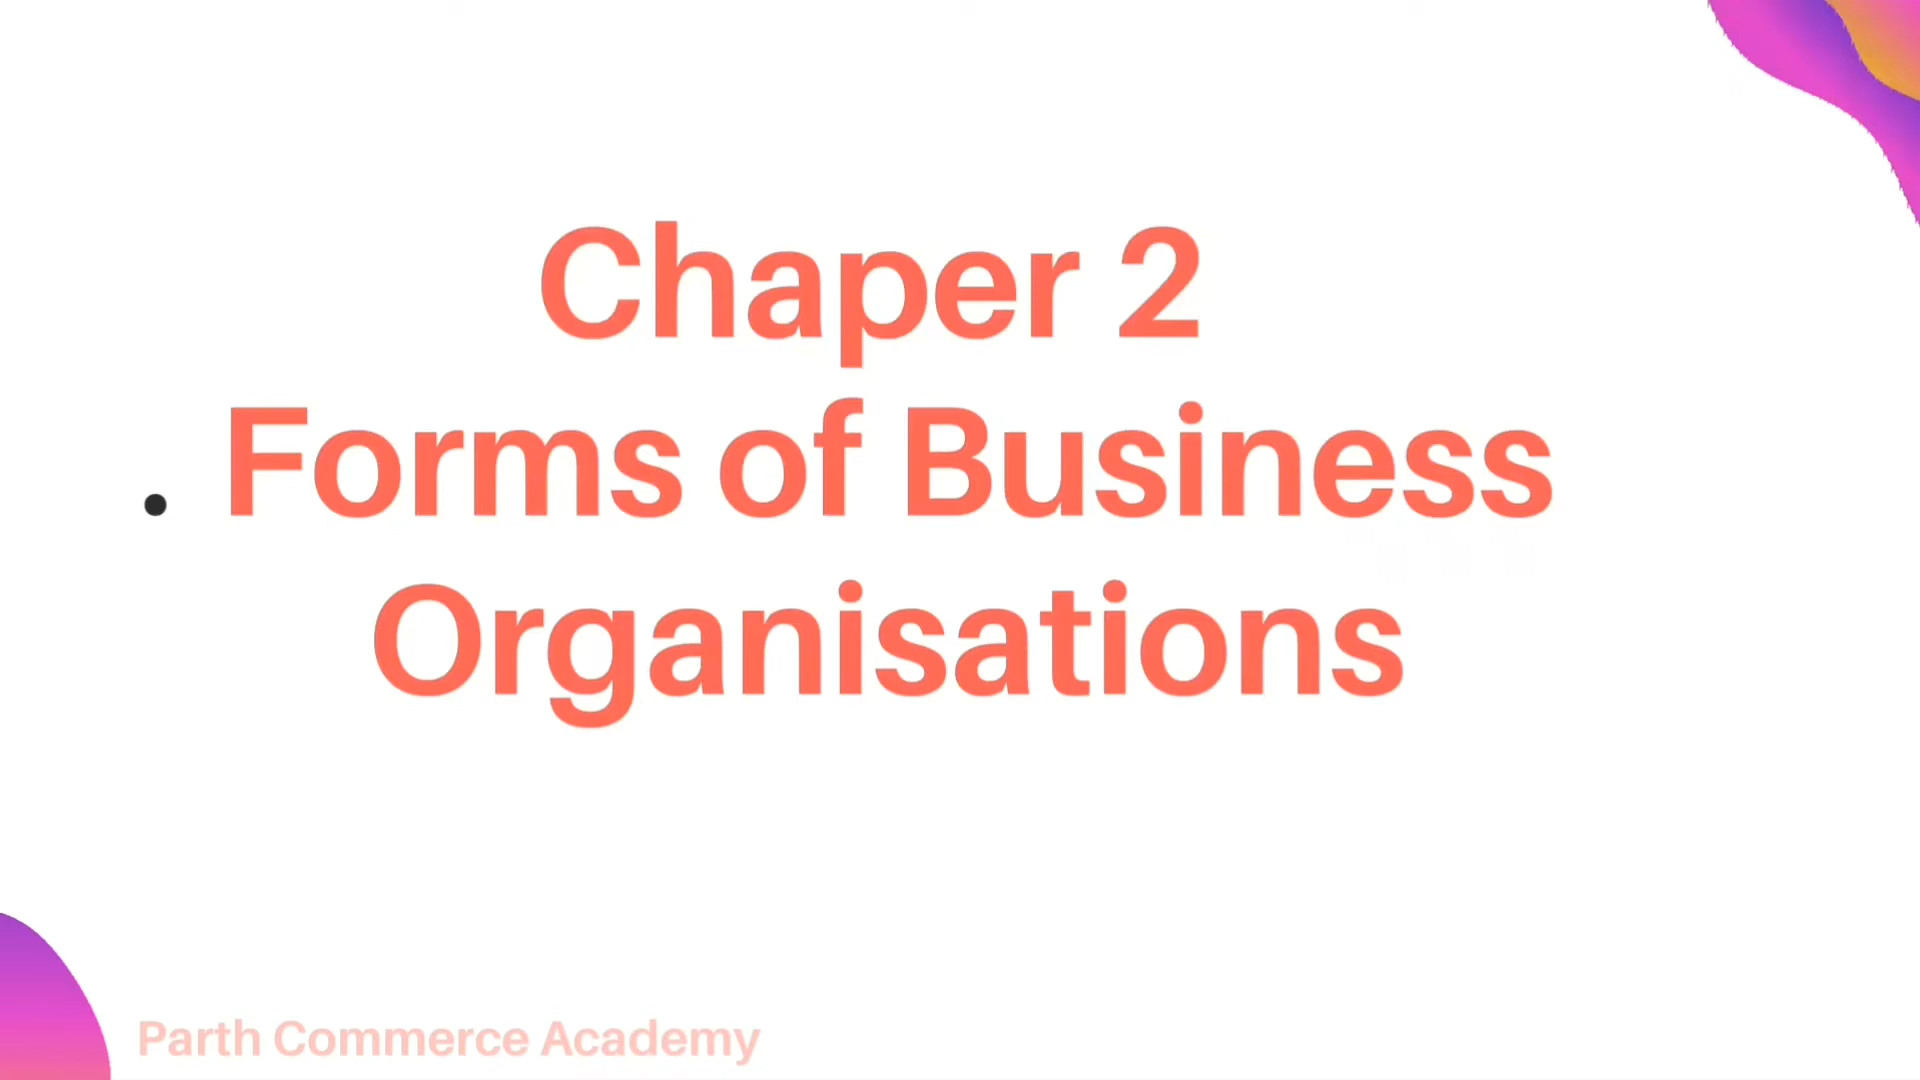 Chaper 2
. Forms of Business
Organisations
Parth Commerce Academy